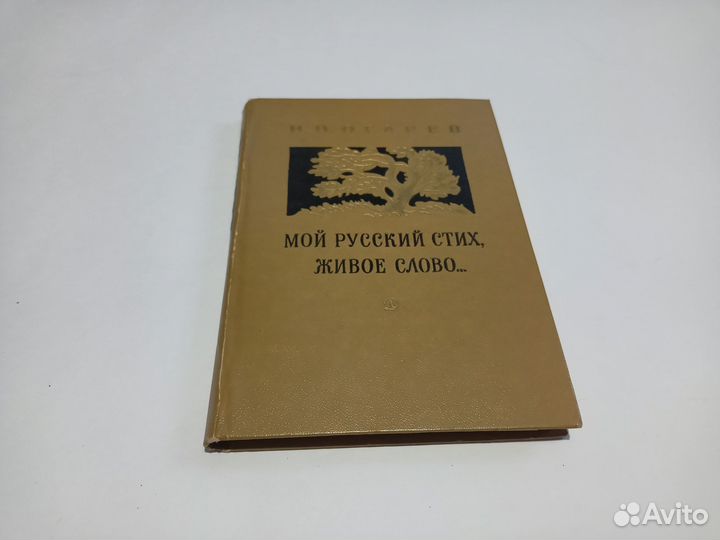 Н. П. ОГАРЕВ
МОЙ РУССКИЙ СТИХ,
ЖИВОЕ СЛОВО...
Avito